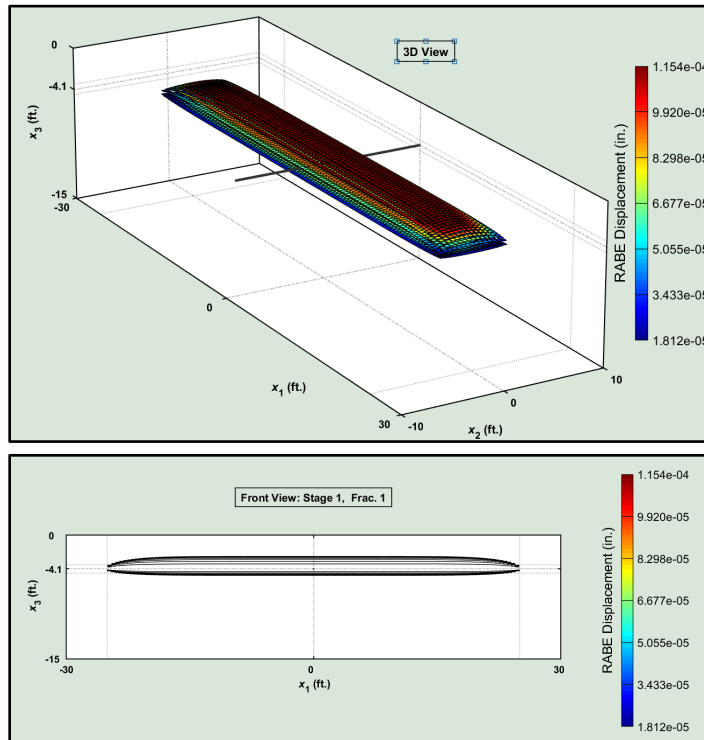 3D View
0
-4.1
-15
x3 (ft.)
-30
0
30
x1 (ft.)
-10
0
10
x2 (ft.)
RABE Displacement (in.)
1.154e-04
9.920e-05
8.298e-05
6.677e-05
5.055e-05
3.433e-05
1.812e-05
Front View: Stage 1, Frac. 1
0
-4.1
-15
x3 (ft.)
-30
0
30
x1 (ft.)
RABE Displacement (in.)
1.154e-04
9.920e-05
8.298e-05
6.677e-05
5.055e-05
3.433e-05
1.812e-05